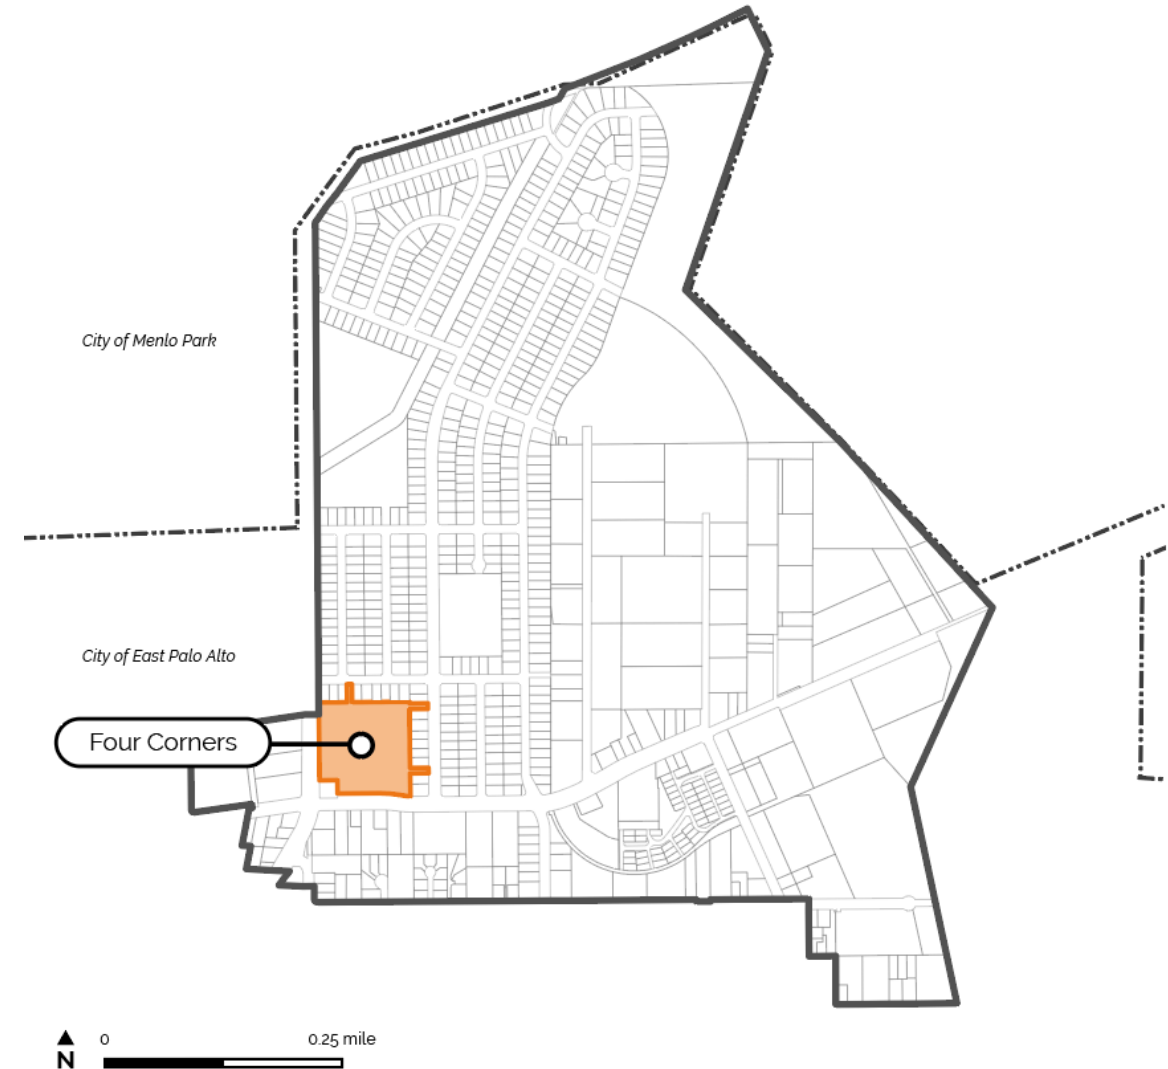 City of Menlo Park
City of East Palo Alto
Four Corners
0 0.25 mile
N